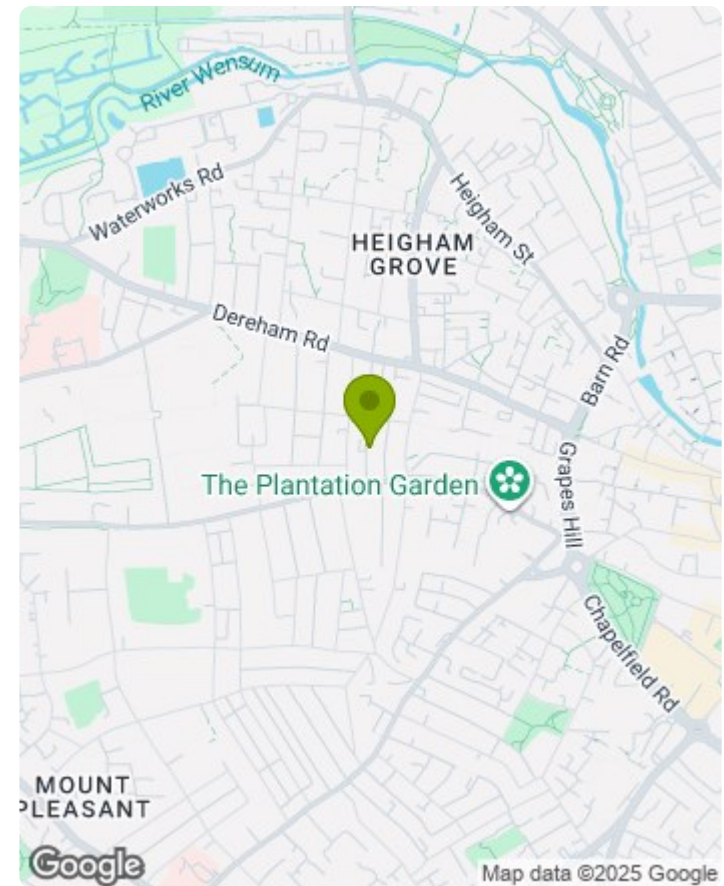 River Wensum
Waterworks Rd
Heigham St
HEIGHAM
GROVE
Dereham Rd
Barn Rd
The Plantation Garden
Grapes Hill
Chapelfield Rd
MOUNT
PLEASANT
Google
Map data ©2025 Google